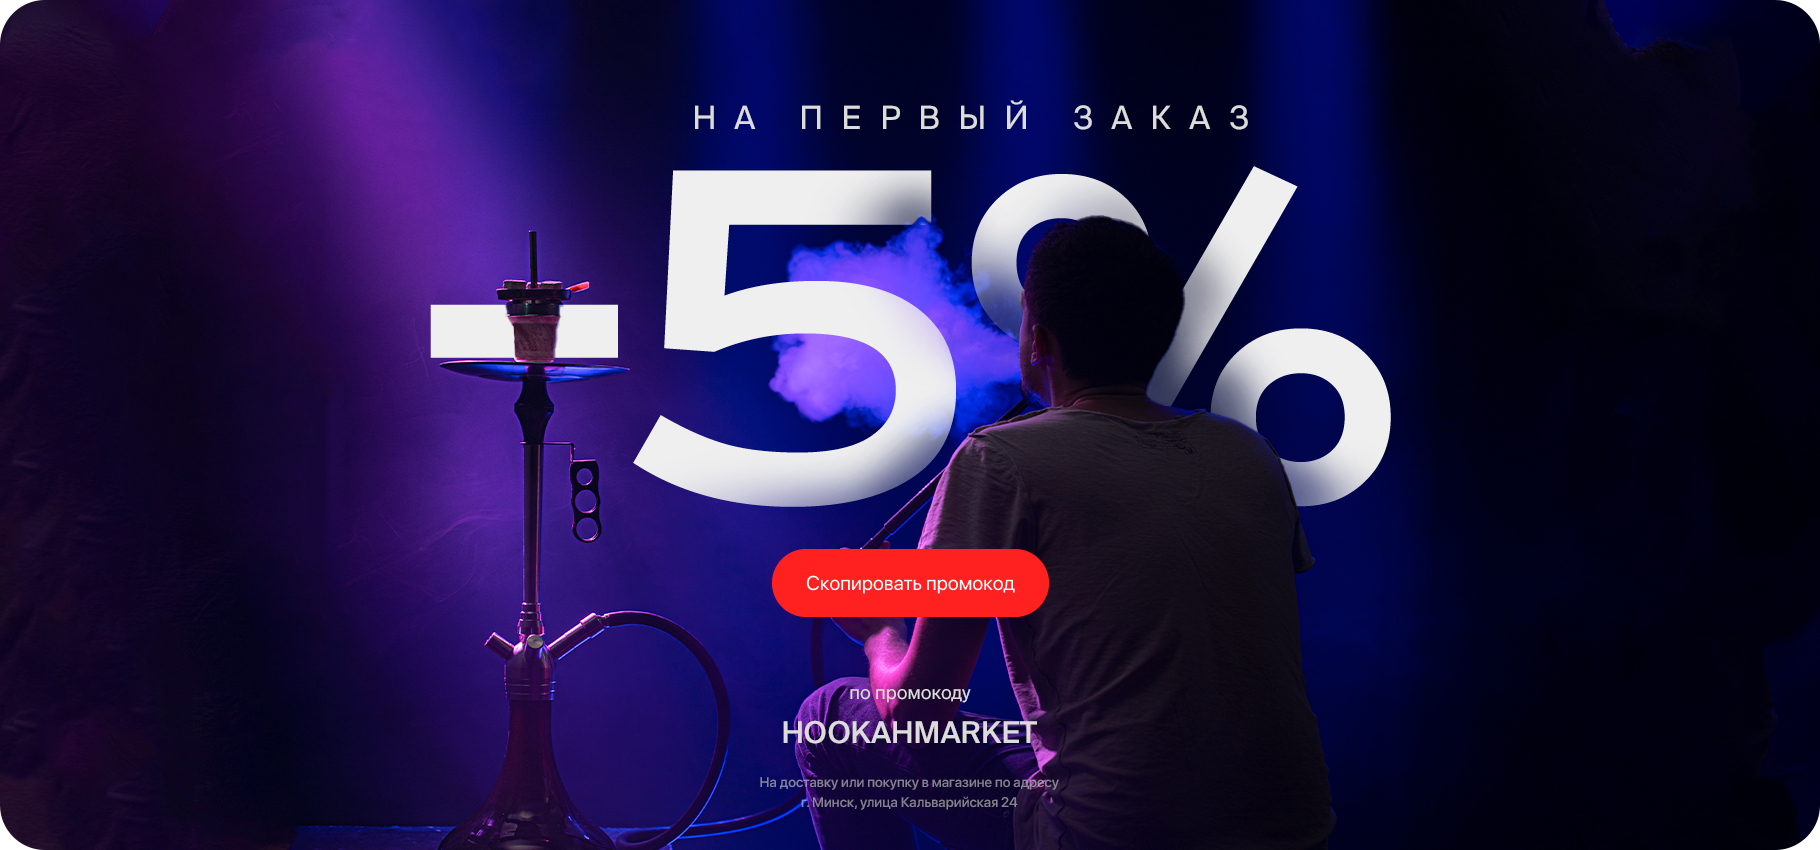 НА ПЕРВЫЙ ЗАКАЗ
-5%
Скопировать промокод
по промокоду
HOOKAHMARKET
На доставку или покупку в магазине по адресу
г. Минск, улица Кальварийская 24